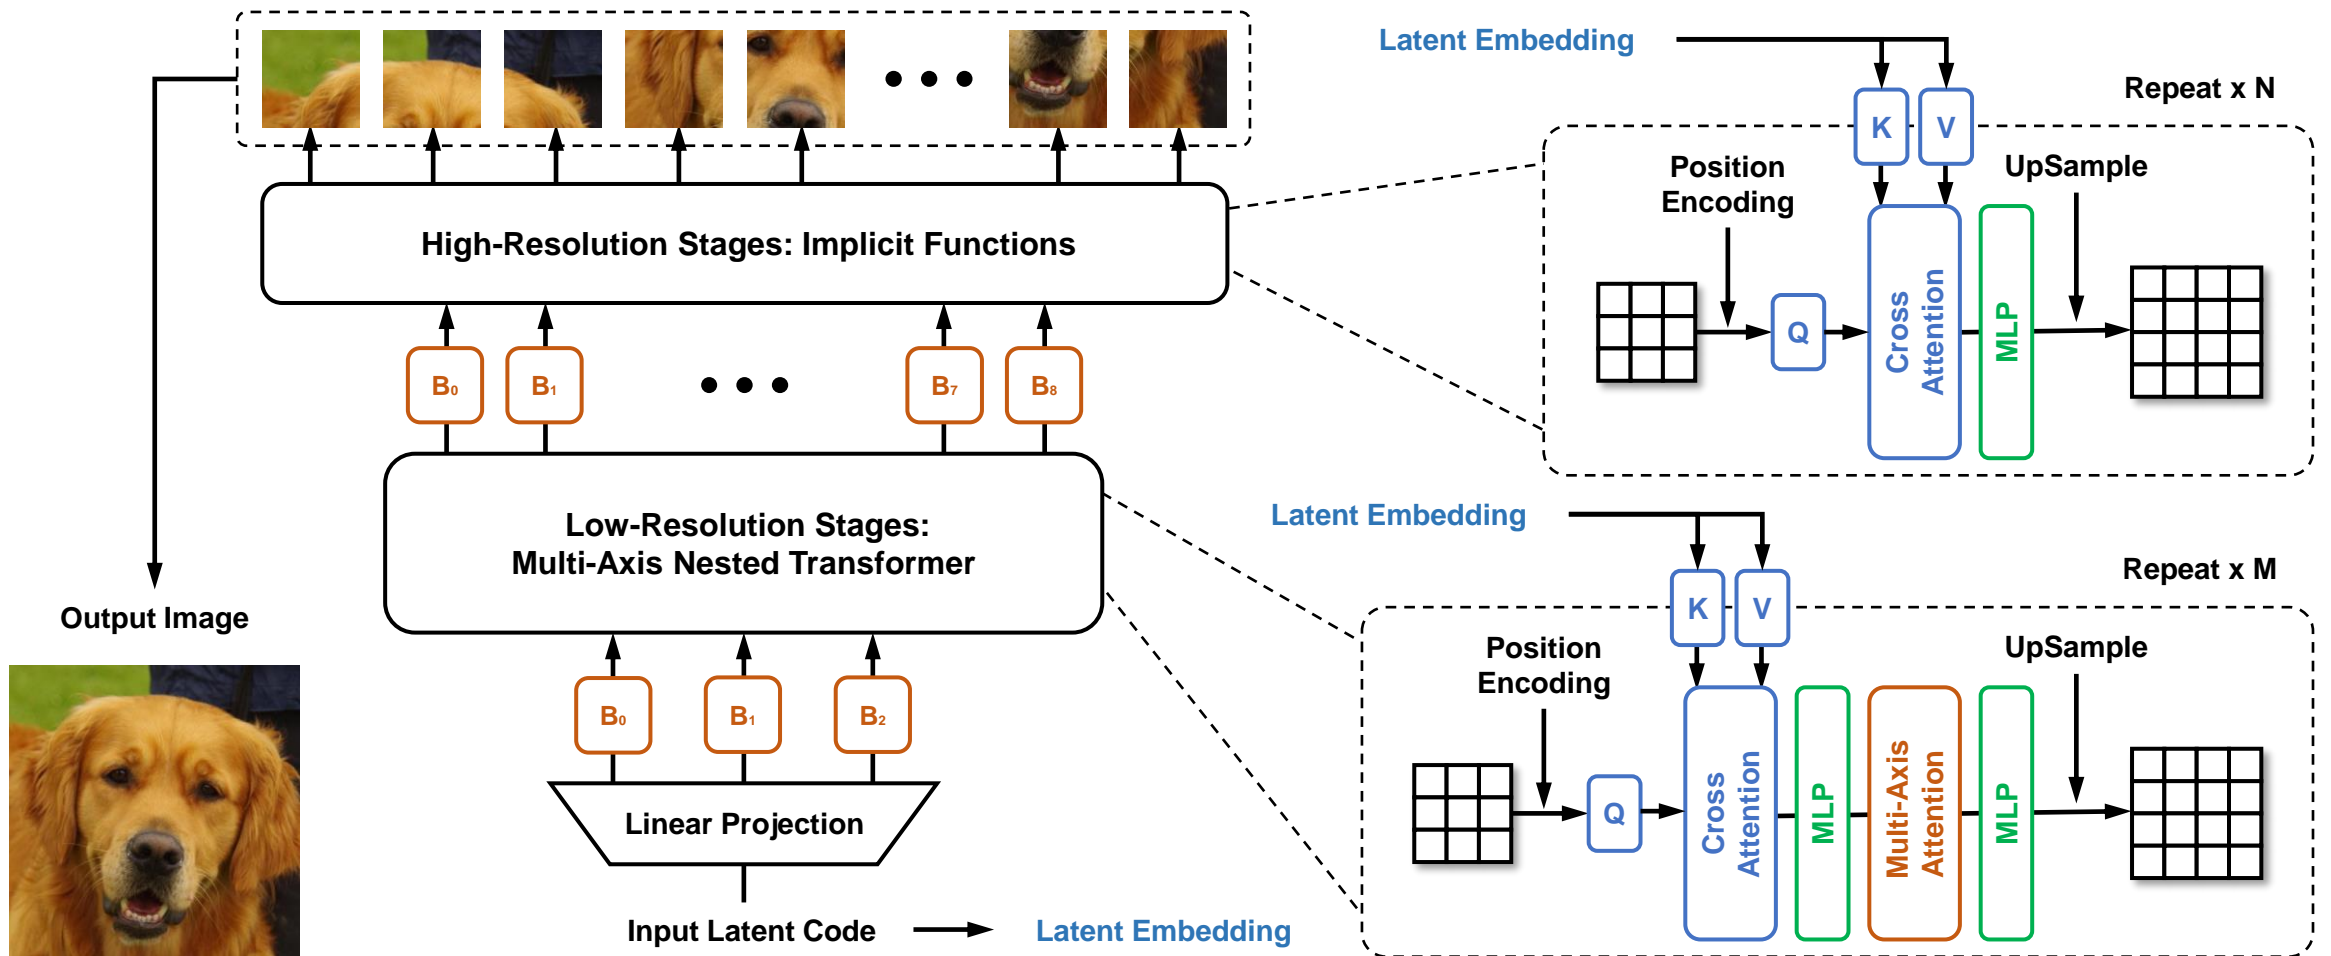 Latent Embedding
Repeat x N
K
V
Position
Encoding
UpSample
Q
Cross
Attention
MLP
High-Resolution Stages: Implicit Functions
B0
B1
B7
B8
Low-Resolution Stages:
Multi-Axis Nested Transformer
Latent Embedding
Repeat x M
K
V
Position
Encoding
UpSample
Q
Cross
Attention
MLP
Multi-Axis
Attention
MLP
Output Image
B0
B1
B2
Linear Projection
Input Latent Code
Latent Embedding